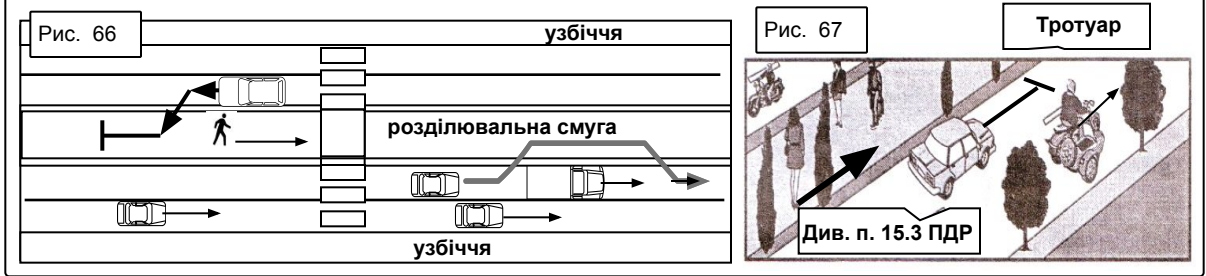 Рис. 66
узбіччя
розділювальна смуга
узбіччя
Рис. 67
Тротуар
Див. п. 15.3 ПДР